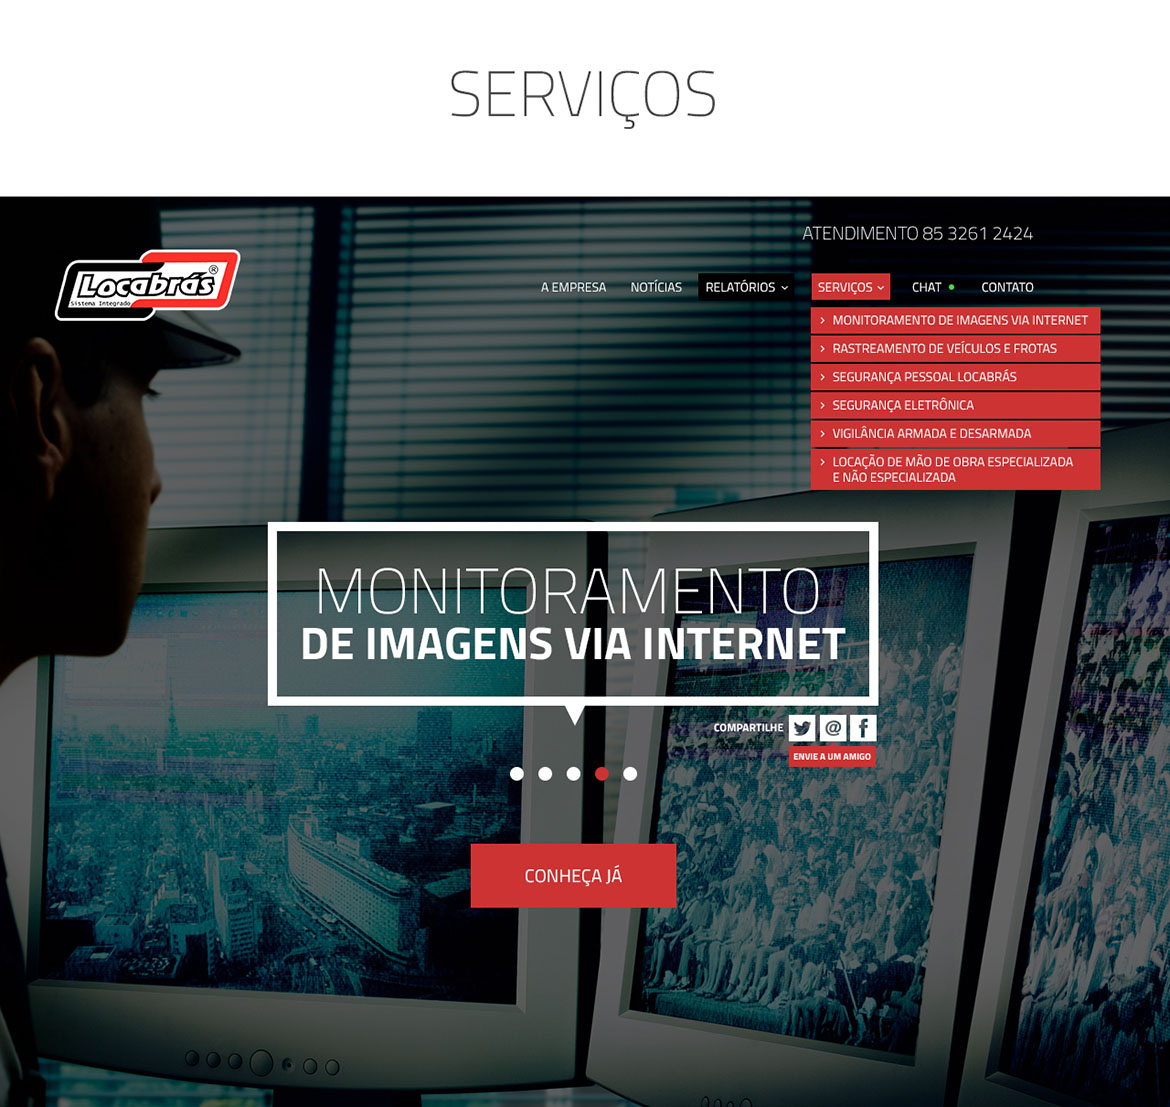 SERVIÇOS
ATENDIMENTO 85 3261 2424
Locabrás®
Sistema Integrado
A EMPRESA NOTÍCIAS RELATÓRIOS SERVIÇOS CHAT CONTATO
MONITORAMENTO DE IMAGENS VIA INTERNET
RASTREAMENTO DE VEÍCULOS E FROTAS
SEGURANÇA PESSOAL LOCABRÁS
SEGURANÇA ELETRÔNICA
VIGILÂNCIA ARMADA E DESARMADA
LOCAÇÃO DE MÃO DE OBRA ESPECIALIZADA
E NÃO ESPECIALIZADA
MONITORAMENTO
DE IMAGENS VIA INTERNET
COMPARTILHE
ENVIE A UM AMIGO
CONHEÇA JÁ